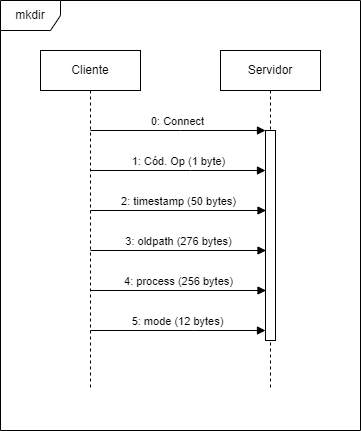 mkdir
Cliente
Servidor
0: Connect
1: Cód. Op (1 byte)
2: timestamp (50 bytes)
3: oldpath (276 bytes)
4: process (256 bytes)
5: mode (12 bytes)